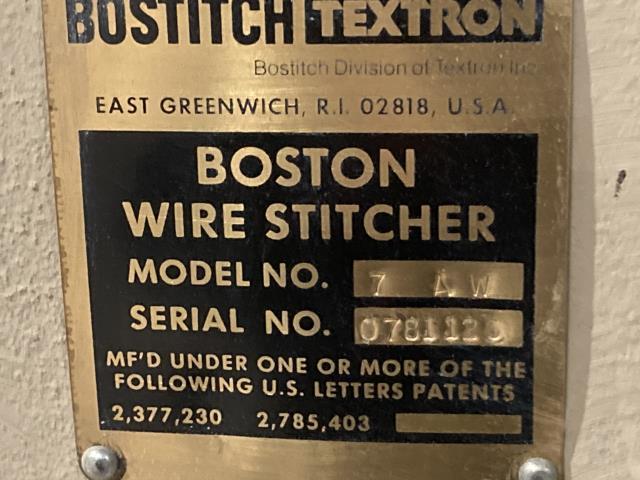 BOSTITCH TEXTRON
Bostitch Division of Textron Inc.
EAST GREENWICH, R.I. 02818, U.S.A.
BOSTON
WIRE STITCHER
MODEL NO. 7 AW
SERIAL NO.
MF'D UNDER ONE OR MORE OF THE
FOLLOWING U.S. LETTERS PATENTS
2,377,230 2,785,403